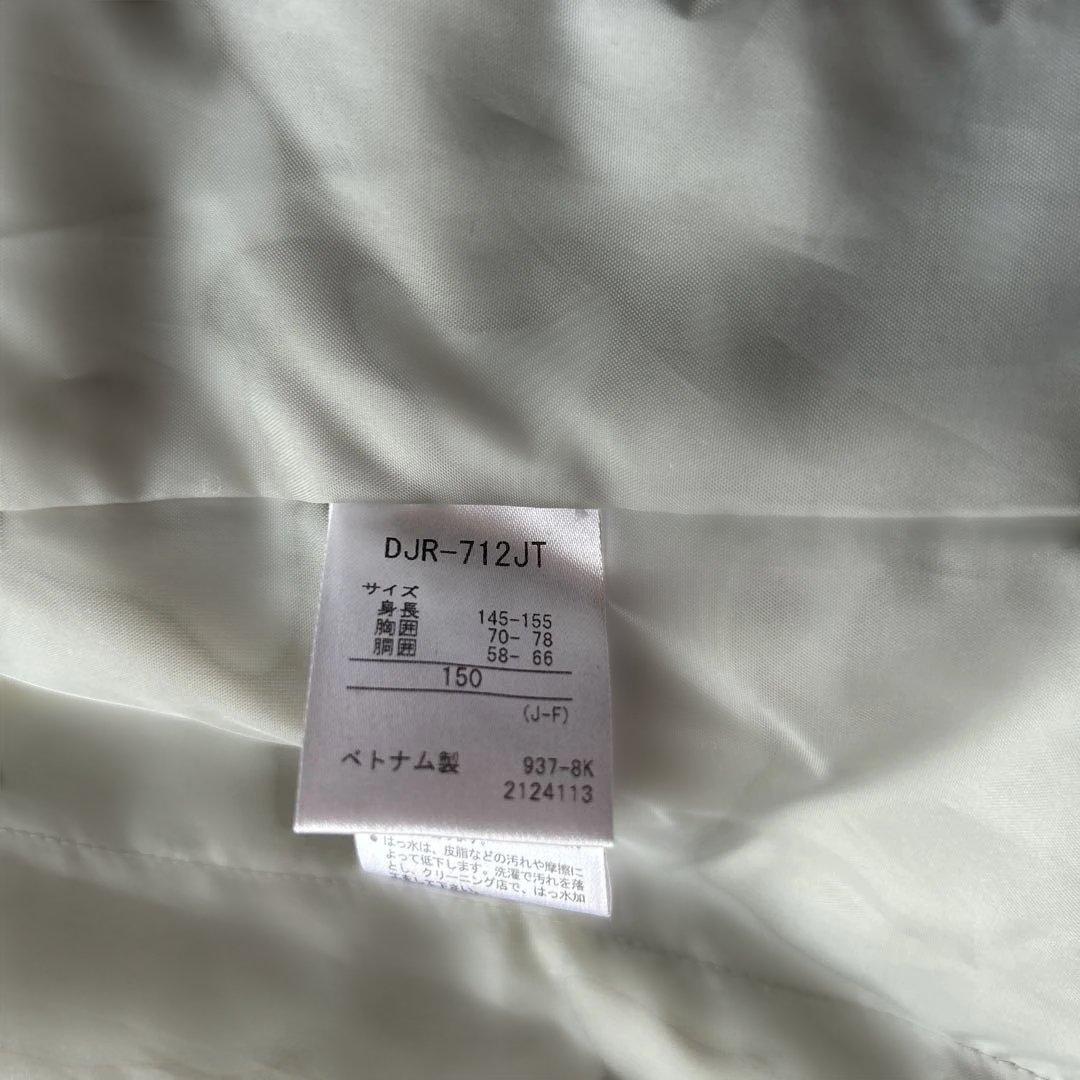 DJR-712JT
サイズ
身長 145-155
胸囲 70- 78
胴囲 58- 66
150
(J-F)
ベトナム製 937-8K
2124113
● はっ水は、皮脂などの汚れや摩擦に
よって低下します。洗濯で汚れを落
とし、クリーニング店で、はっ水加